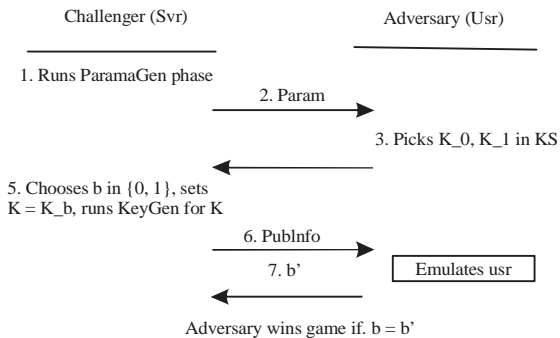 Challenger (Svr)
Adversary (Usr)
1. Runs ParamaGen phase
2. Param
3. Picks K_0, K_1 in KS
5. Chooses b in {0, 1}, sets
K = K_b, runs KeyGen for K
6. PubInfo
7. b'
Emulates usr
Adversary wins game if. b = b'